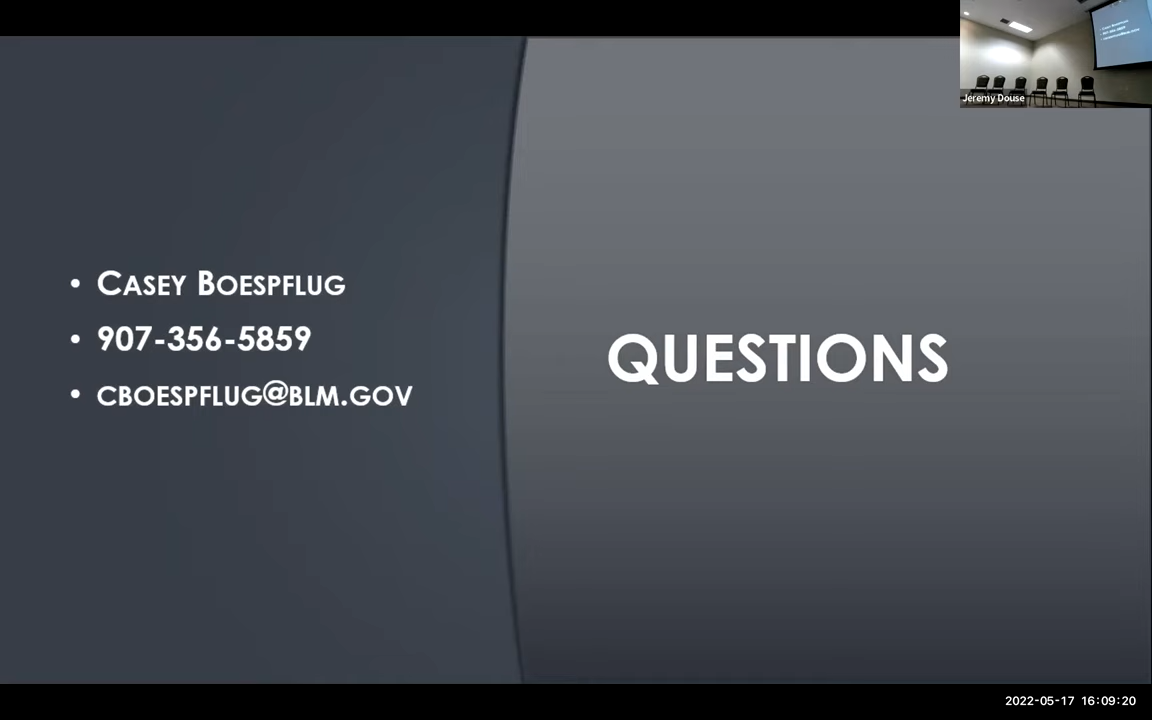 Jeremy Douse
• CASEY BOESPFLUG
• 907-356-5859
• CBOESPFLUG@BLM.GOV
QUESTIONS
2022-05-17 16:09:20